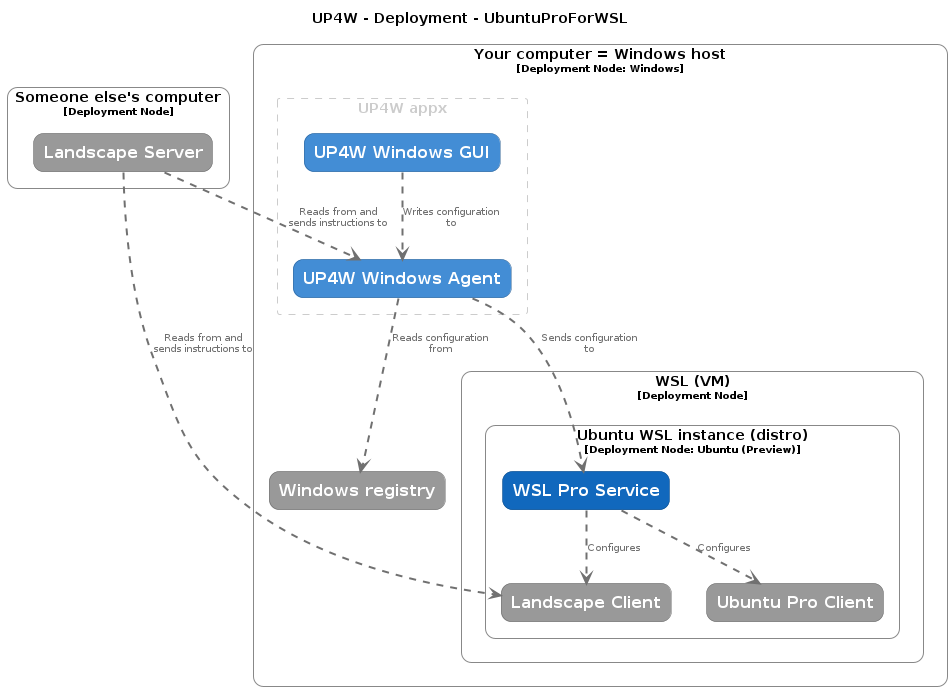 UP4W - Deployment - UbuntuProForWSL
Your computer = Windows host
[Deployment Node: Windows]
Someone else's computer
[Deployment Node]
Landscape Server
UP4W appx
UP4W Windows GUI
Reads from and
sends instructions to
Writes configuration
to
UP4W Windows Agent
Reads from and
sends instructions to
Reads configuration
from
Sends configuration
to
WSL (VM)
[Deployment Node]
Ubuntu WSL instance (distro)
[Deployment Node: Ubuntu (Preview)]
Windows registry
WSL Pro Service
Configures
Configures
Landscape Client
Ubuntu Pro Client